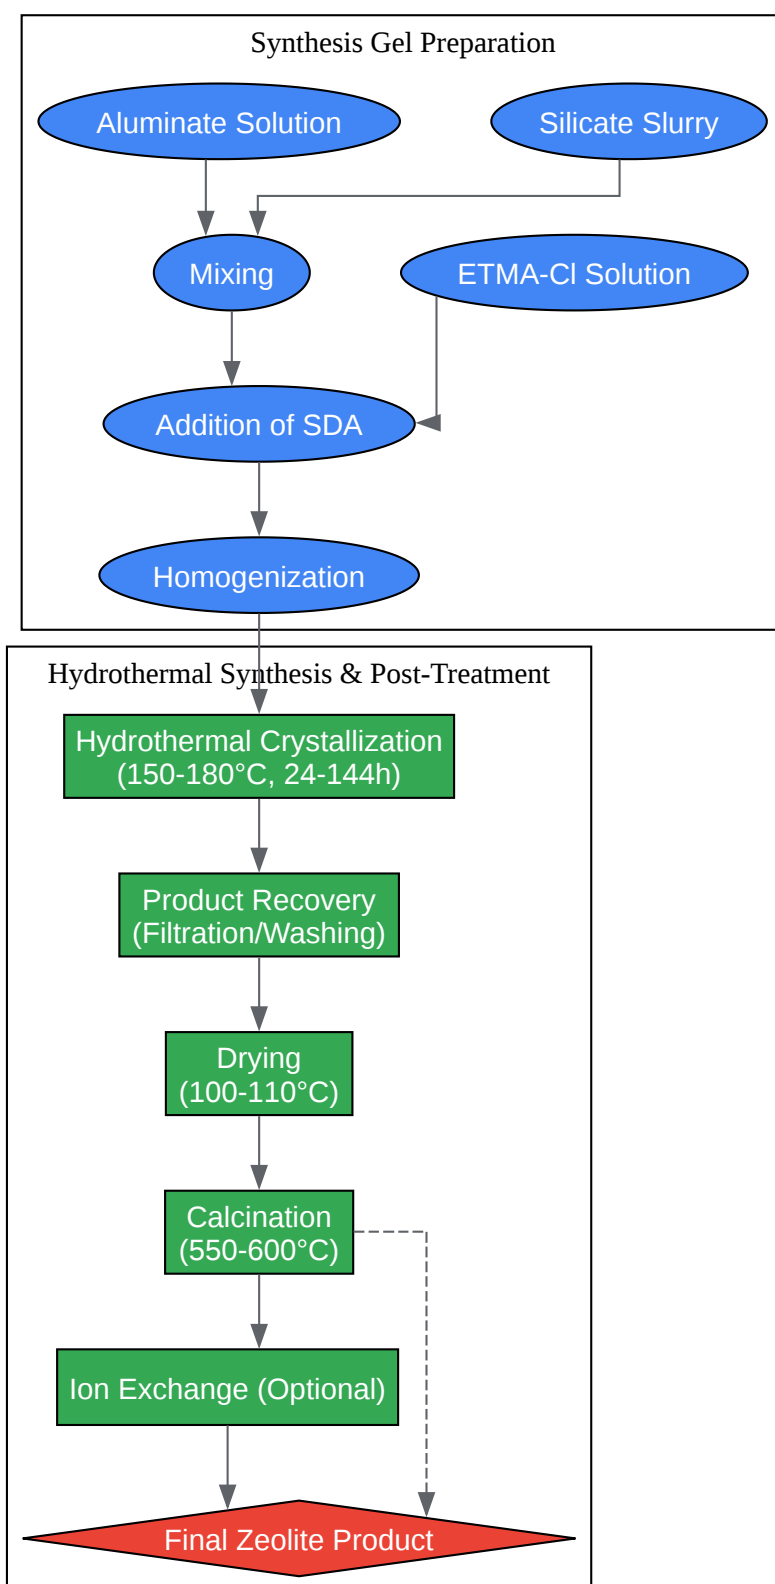 Synthesis Gel Preparation
Aluminate Solution
Silicate Slurry
Mixing
ETMA-Cl Solution
Addition of SDA
Homogenization
Hydrothermal Synthesis & Post-Treatment
Hydrothermal Crystallization
(150-180°C, 24-144h)
Product Recovery
(Filtration/Washing)
Drying
(100-110°C)
Calcination
(550-600°C)
Ion Exchange (Optional)
Final Zeolite Product